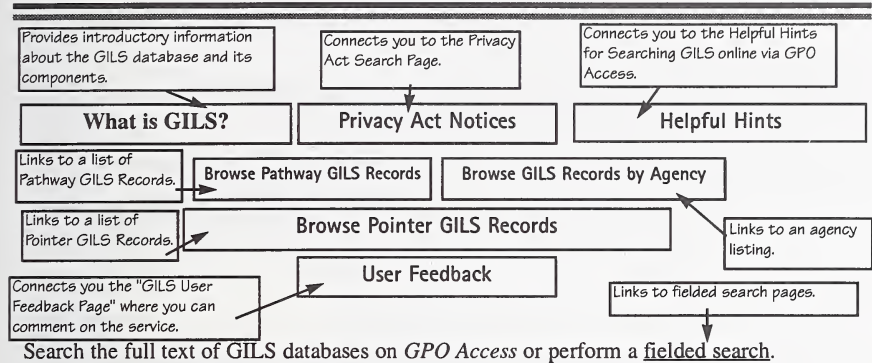 Provides introductory information
about the GILS database and its
components.
Connects you to the Privacy
Act Search Page.
Connects you to the Helpful Hints
for Searching GILS online via GPO
Access.
What is GILS?
Privacy Act Notices
Helpful Hints
Links to a list of
Pathway GILS Records.
Browse Pathway GILS Records
Browse GILS Records by Agency
Links to a list of
Pointer GILS Records.
Browse Pointer GILS Records
Links to an agency
listing.
User Feedback
Connects you the "GILS User
Feedback Page" where you can
comment on the service.
Links to fielded search pages.
Search the full text of GILS databases on GPO Access or perform a fielded search.